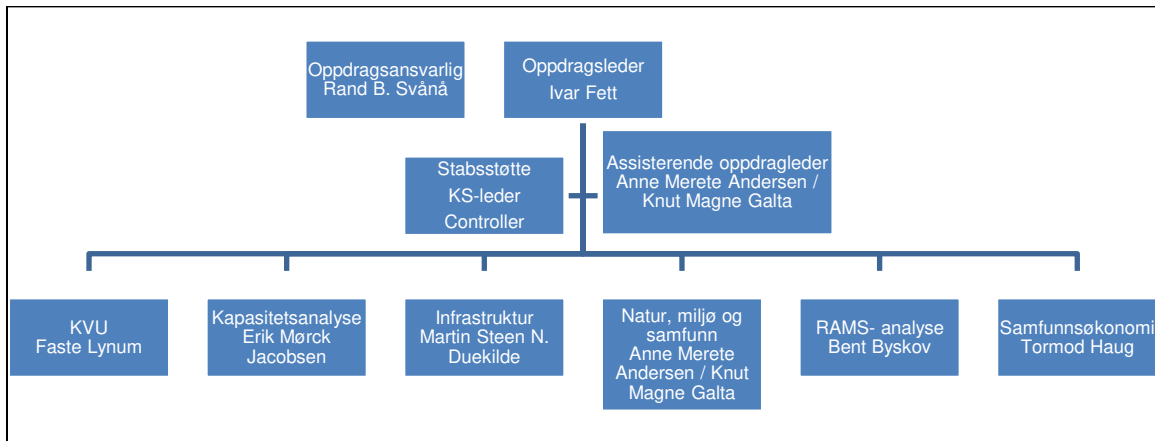 Oppdragsansvarlig
Rand B. Svånå
Oppdragsleder
Ivar Fett
Stabsstøtte
KS-leder
Controller
Assisterende oppdragleder
Anne Merete Andersen /
Knut Magne Galta
KVU
Faste Lynum
Kapasitetsanalyse
Erik Mørck
Jacobsen
Infrastruktur
Martin Steen N.
Duekilde
Natur, miljø og
samfunn
Anne Merete
Andersen / Knut
Magne Galta
RAMS- analyse
Bent Byskov
Samfunnsøkonomi
Tormod Haug